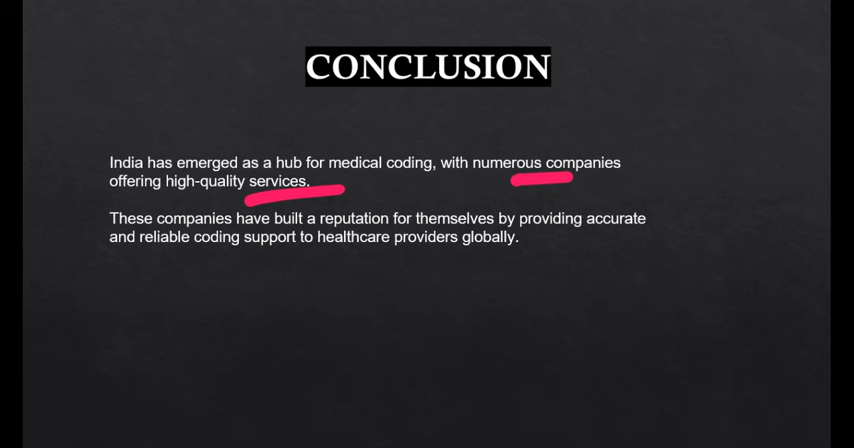 CONCLUSION
India has emerged as a hub for medical coding, with numerous companies
offering high-quality services.
These companies have built a reputation for themselves by providing accurate
and reliable coding support to healthcare providers globally.